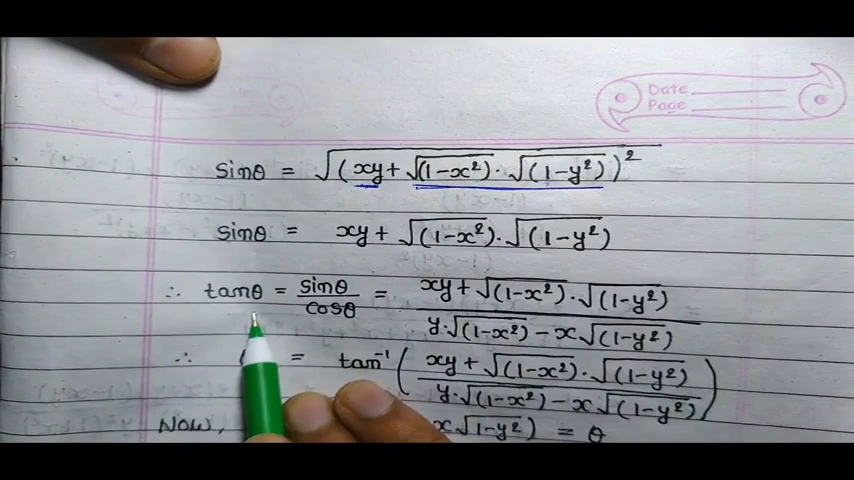 Date
Page
sinθ = √(xy+√(1-x²)·√(1-y²))²
sinθ = xy+√(1-x²)·√(1-y²)
∴ tanθ = sinθ/cosθ = (xy+√(1-x²)·√(1-y²))/(y·√(1-x²) - x√(1-y²))
∴ = tan⁻¹((xy+√(1-x²)·√(1-y²))/(y·√(1-x²) - x√(1-y²)))
Now, x√1-y²) = θ